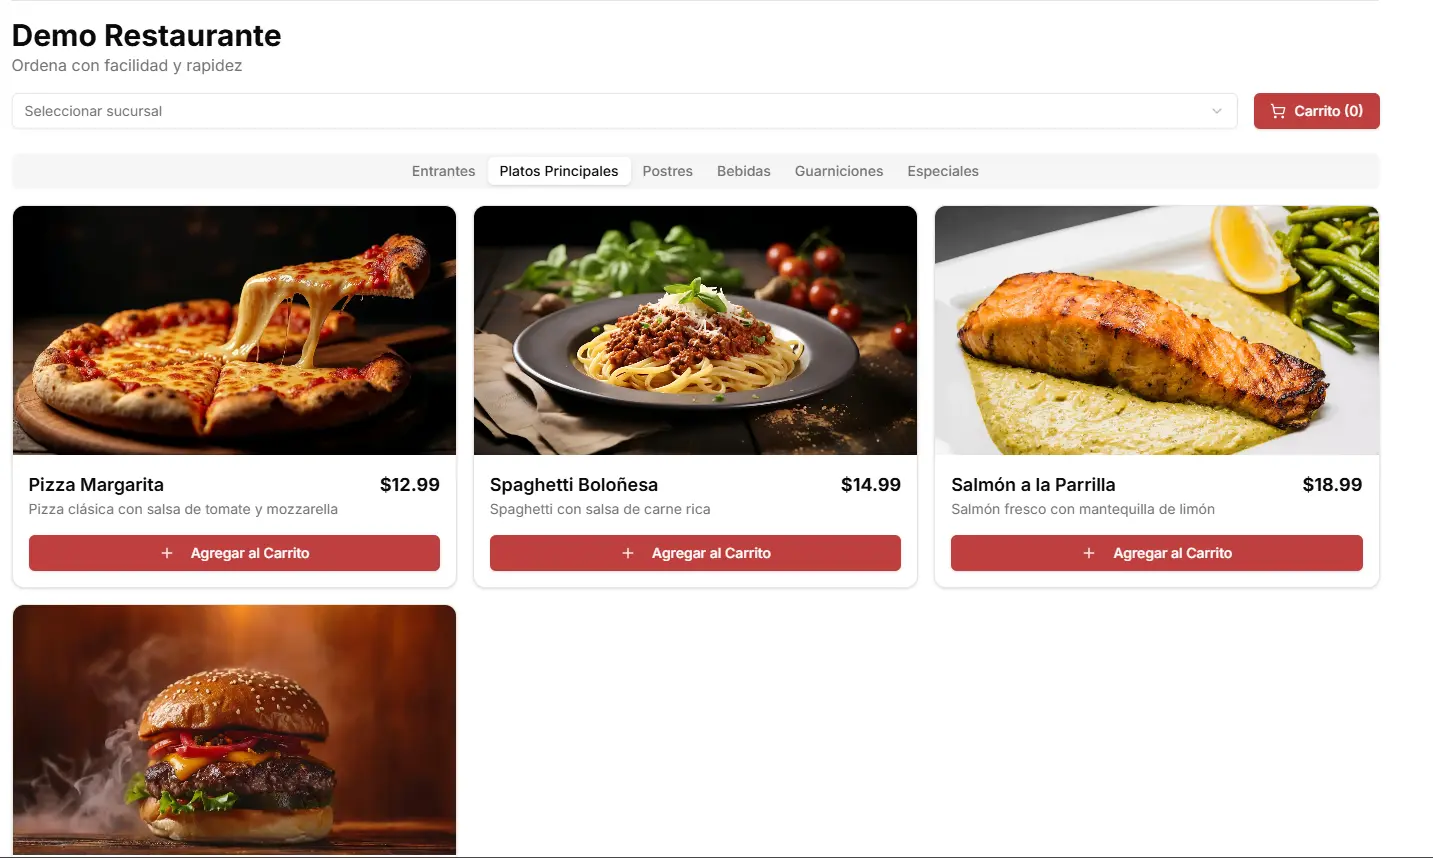 Demo Restaurante
Ordena con facilidad y rapidez
Seleccionar sucursal
Carrito (0)
Entrantes Platos Principales Postres Bebidas Guarniciones Especiales
Pizza Margarita $12.99
Pizza clásica con salsa de tomate y mozzarella
+ Agregar al Carrito
Spaghetti Boloñesa $14.99
Spaghetti con salsa de carne rica
+ Agregar al Carrito
Salmón a la Parrilla $18.99
Salmón fresco con mantequilla de limón
+ Agregar al Carrito